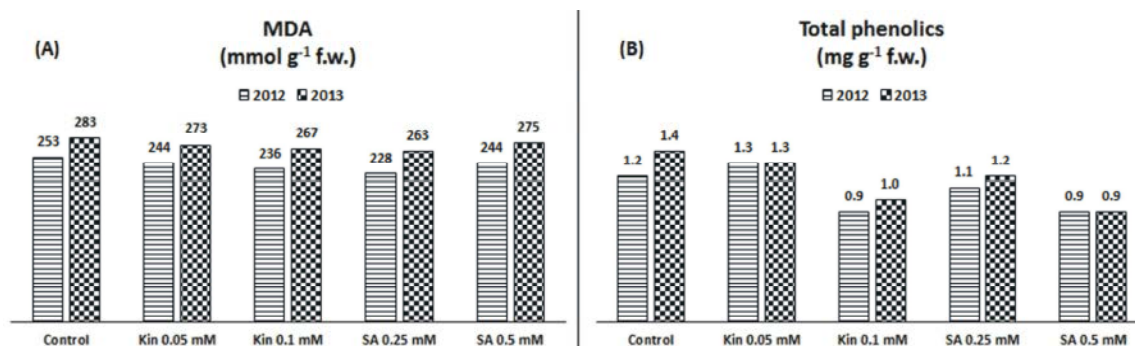 (A)
MDA
(mmol g-1 f.w.)
2012 2013
253 283 244 273 236 267 228 263 244 275
Control Kin 0.05 mM Kin 0.1 mM SA 0.25 mM SA 0.5 mM
(B)
Total phenolics
(mg g-1 f.w.)
2012 2013
1.2 1.4 1.3 1.3 0.9 1.0 1.1 1.2 0.9 0.9
Control Kin 0.05 mM Kin 0.1 mM SA 0.25 mM SA 0.5 mM